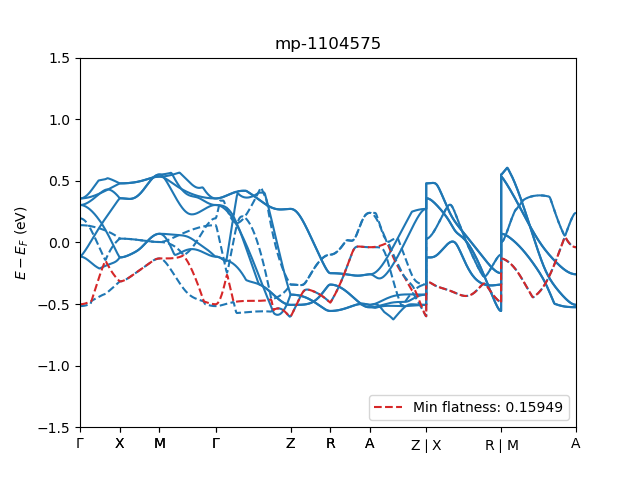 mp-1104575
E − E_F (eV)
1.5
1.0
0.5
0.0
−0.5
−1.0
−1.5
Min flatness: 0.15949
Γ X M Γ Z R A Z | X R | M A